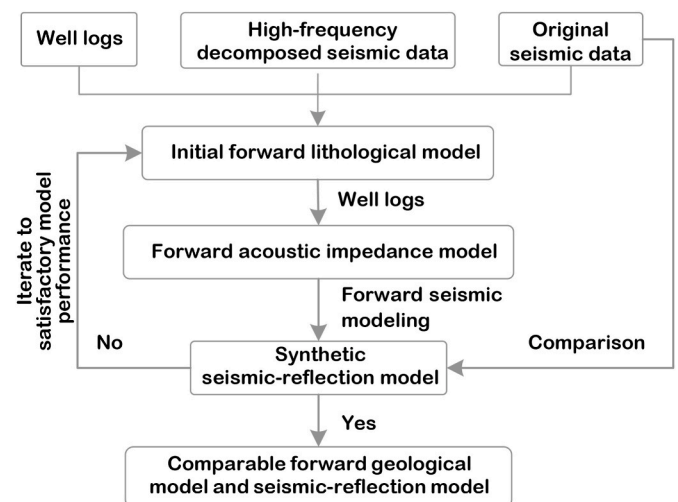 Well logs
High-frequency
decomposed seismic data
Original
seismic data
Initial forward lithological model
Well logs
Forward acoustic impedance model
Forward seismic
modeling
Iterate to
satisfactory model
performance
No
Synthetic
seismic-reflection model
Comparison
Yes
Comparable forward geological
model and seismic-reflection model